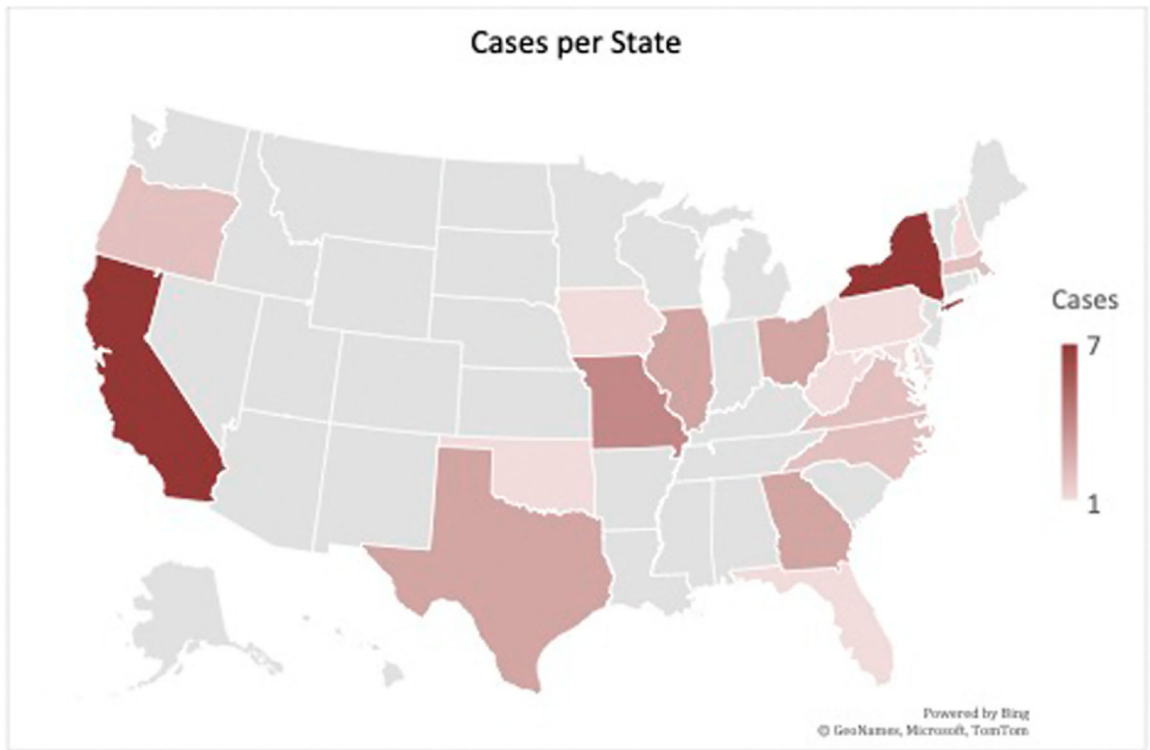 Cases per State
Cases
7
1
Powered by Bing
© GeoNames, Microsoft, TomTom